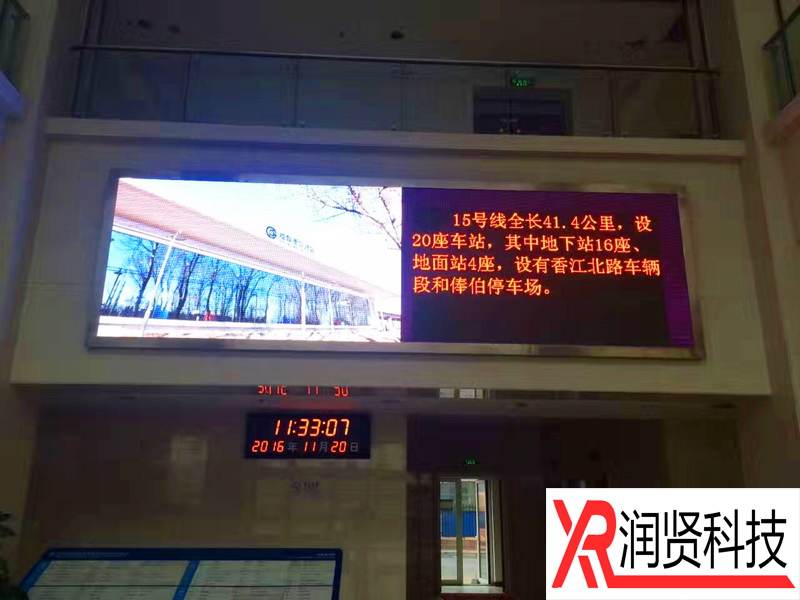 15号线全长41.4公里，设
20座车站，其中地下站16座、
地面站4座，设有香江北路车辆
段和俸伯停车场。
11:33:07
2016年11月20日
润贤科技